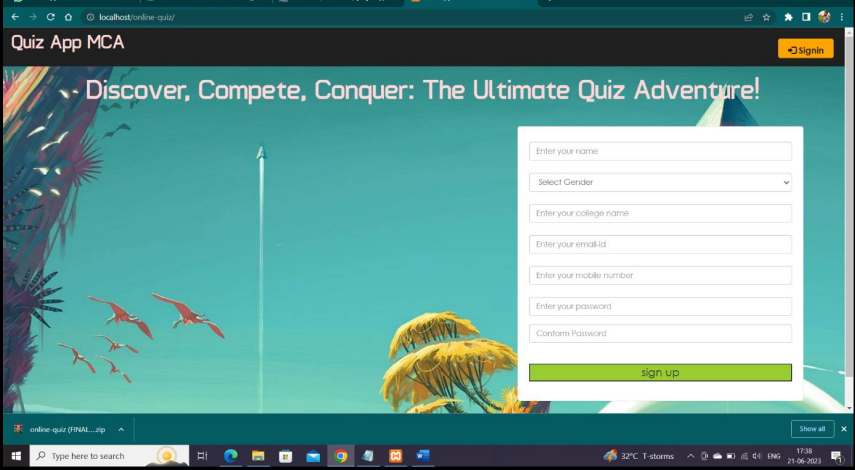 localhost/online-quiz/
Quiz App MCA
Signin
Discover, Compete, Conquer: The Ultimate Quiz Adventure!
Enter your name
Select Gender
Enter your college name
Enter your email-id
Enter your mobile number
Enter your password
Conform Password
sign up
online-quiz (FINAL....zip
Show all
Type here to search
32°C T-storms
ENG
17:38
21-06-2023